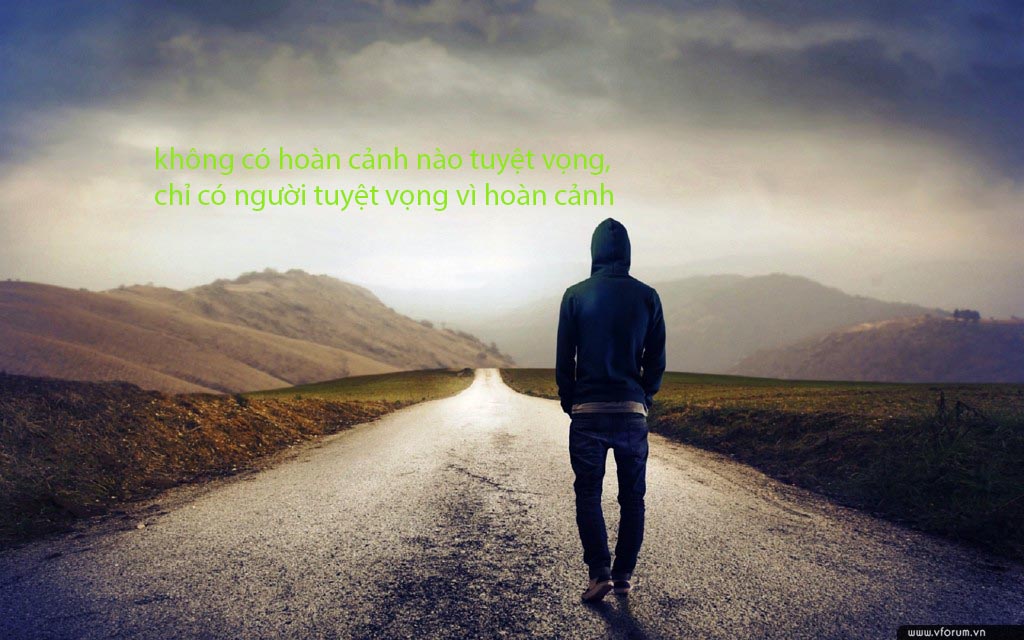 không có hoàn cảnh nào tuyệt vọng,
chỉ có người tuyệt vọng vì hoàn cảnh
www.vforum.vn